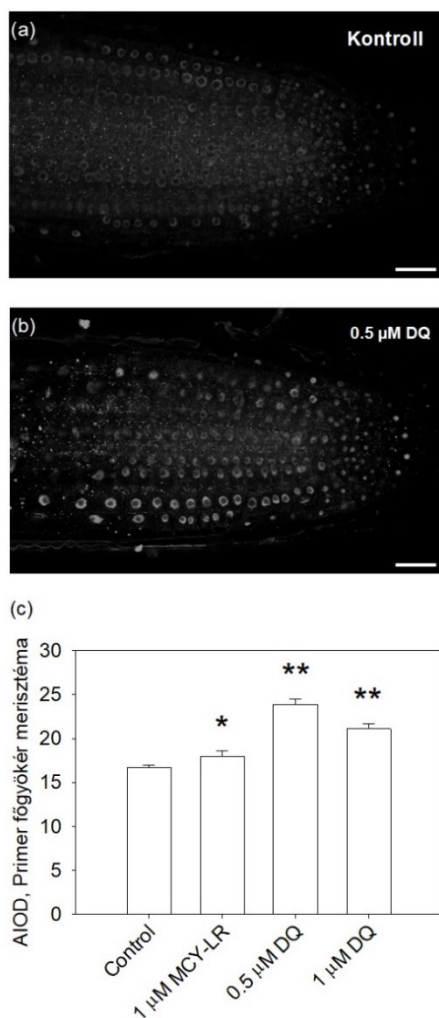 (a)
Kontroll
(b)
0.5 µM DQ
(c)
AIOD, Primer főgyökér merisztéma
30
25
20
15
10
5
0
*
**
**
Control
1 µM MCY-LR
0.5 µM DQ
1 µM DQ